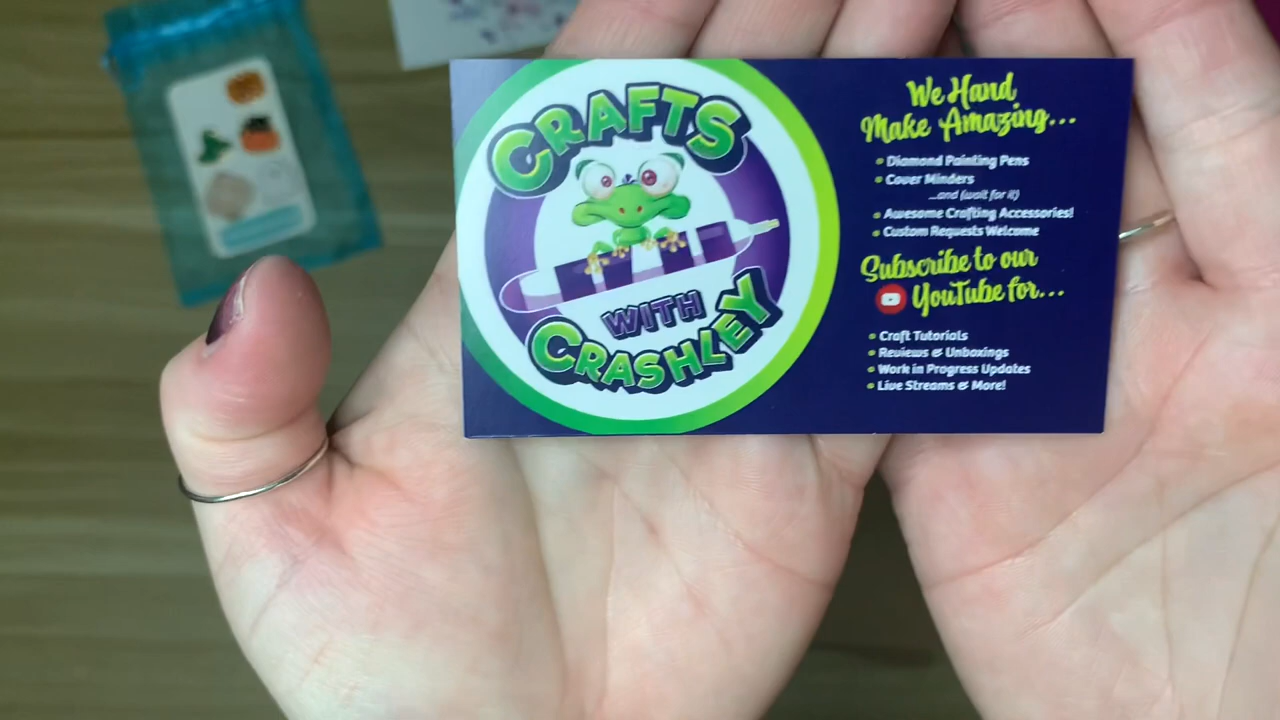 CRAFTS
WITH
CRASHLEY
We Hand
Make Amazing...
• Diamond Painting Pens
• Cover Minders
...and (wait for it)
• Awesome Crafting Accessories!
• Custom Requests Welcome
Subscribe to our
YouTube for...
• Craft Tutorials
• Reviews & Unboxings
• Work in Progress Updates
• Live Streams & More!